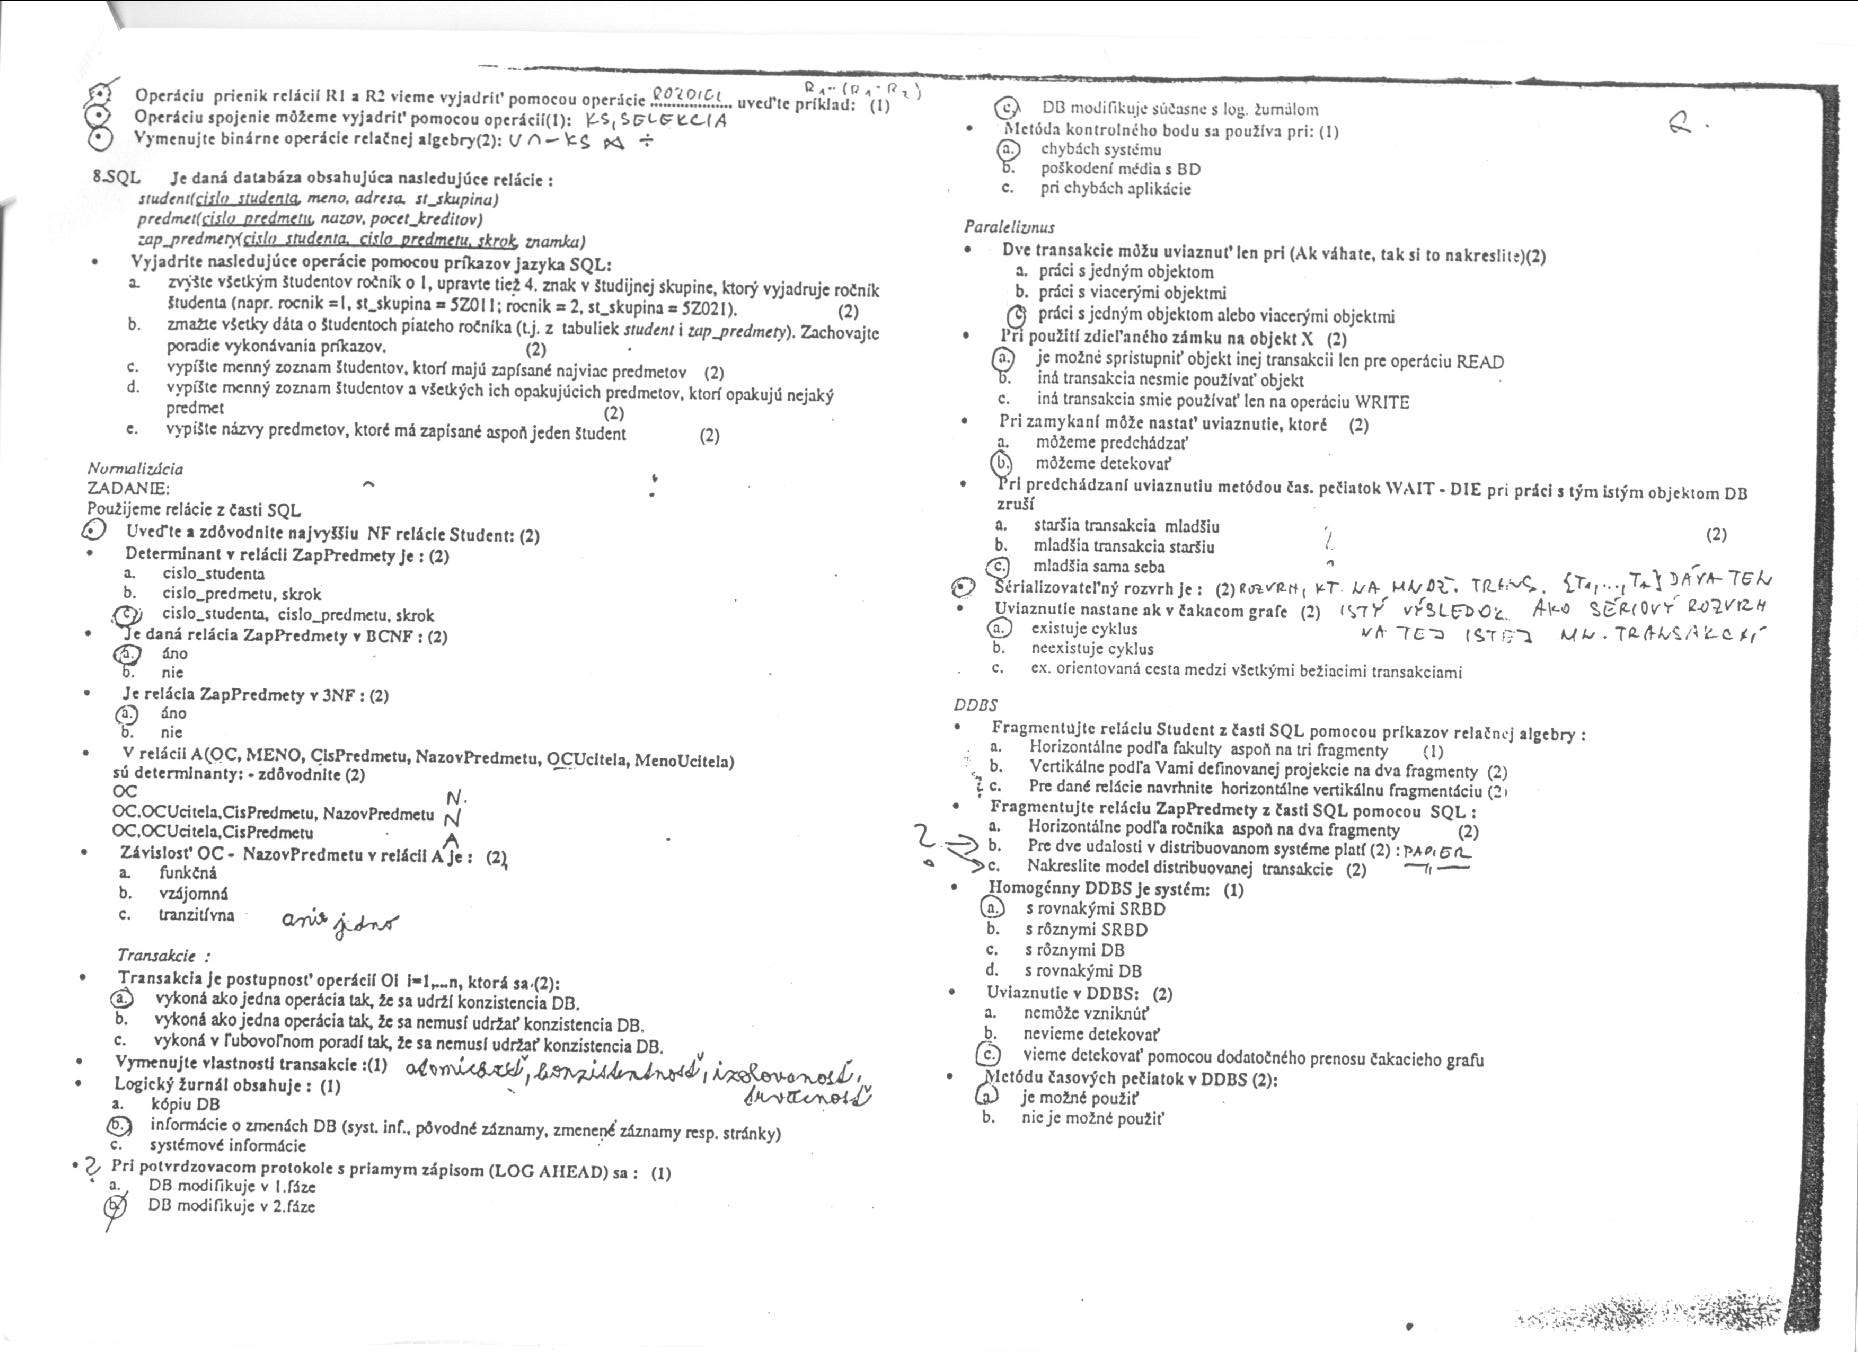 R1-(R1-R2)
Operáciu prienik relácií R1 a R2 vieme vyjadriť pomocou operácie ROZDIEL uveďte príklad: (1)
Operáciu spojenie môžeme vyjadriť pomocou operácií(1): KS, SELEKCIA
Vymenujte binárne operácie relačnej algebry(2): ∪ ∩ − KS ⋈ ÷
8.SQL Je daná databáza obsahujúca nasledujúce relácie :
student(cislo_studenta, meno, adresa, st_skupina)
predmet(cislo_predmetu, nazov, pocet_kreditov)
zap_predmety(cislo_studenta, cislo_predmetu, skrok, znamka)
• Vyjadrite nasledujúce operácie pomocou príkazov jazyka SQL:
a. zvýšte všetkým študentov ročník o 1, upravte tiež 4. znak v študijnej skupine, ktorý vyjadruje ročník
študenta (napr. rocnik =1, st_skupina = 5Z011; rocnik = 2, st_skupina = 5Z021). (2)
b. zmažte všetky dáta o študentoch piateho ročníka (t.j. z tabuliek student i zap_predmety). Zachovajte
poradie vykonávania príkazov. (2)
c. vypíšte menný zoznam študentov, ktorí majú zapísané najviac predmetov (2)
d. vypíšte menný zoznam študentov a všetkých ich opakujúcich predmetov, ktorí opakujú nejaký
predmet (2)
e. vypíšte názvy predmetov, ktoré má zapísané aspoň jeden študent (2)
Normalizácia
ZADANIE:
Použijeme relácie z časti SQL
Uveďte a zdôvodnite najvyššiu NF relácie Student: (2)
• Determinant v relácii ZapPredmety je : (2)
a. cislo_studenta
b. cislo_predmetu, skrok
c. cislo_studenta, cislo_predmetu, skrok
• Je daná relácia ZapPredmety v BCNF : (2)
a. áno
b. nie
• Je relácia ZapPredmety v 3NF : (2)
a. áno
b. nie
• V relácii A(OC, MENO, CisPredmetu, NazovPredmetu, OCUcitela, MenoUcitela)
sú determinanty: - zdôvodnite (2)
OC N.
OC,OCUcitela,CisPredmetu, NazovPredmetu N
OC,OCUcitela,CisPredmetu A
• Závislosť OC - NazovPredmetu v relácii A je : (2)
a. funkčná
b. vzájomná
c. tranzitívna ani jedno
Transakcie :
• Transakcia je postupnosť operácií Oi i=1,...n, ktorá sa (2):
a. vykoná ako jedna operácia tak, že sa udrží konzistencia DB.
b. vykoná ako jedna operácia tak, že sa nemusí udržať konzistencia DB.
c. vykoná v ľubovoľnom poradí tak, že sa nemusí udržať konzistencia DB.
• Vymenujte vlastnosti transakcie :(1) atomickosť, konzistentnosť, izolovanosť,
trvácnosť
• Logický žurnál obsahuje : (1)
a. kópiu DB
b. informácie o zmenách DB (syst. inf., pôvodné záznamy, zmenené záznamy resp. stránky)
c. systémové informácie
• ? Pri potvrdzovacom protokole s priamym zápisom (LOG AHEAD) sa : (1)
a. DB modifikuje v 1.fáze
b. DB modifikuje v 2.fáze
c. DB modifikuje súčasne s log. žurnálom
• Metóda kontrolného bodu sa používa pri: (1)
a. chybách systému
b. poškodení média s BD
c. pri chybách aplikácie
Paralelizmus
• Dve transakcie môžu uviaznuť len pri (Ak váhate, tak si to nakreslite)(2)
a. práci s jedným objektom
b. práci s viacerými objektmi
c. práci s jedným objektom alebo viacerými objektmi
• Pri použití zdieľaného zámku na objekt X (2)
a. je možné sprístupniť objekt inej transakcii len pre operáciu READ
b. iná transakcia nesmie používať objekt
c. iná transakcia smie používať len na operáciu WRITE
• Pri zamykaní môže nastať uviaznutie, ktoré (2)
a. môžeme predchádzať
b. môžeme detekovať
• Pri predchádzaní uviaznutiu metódou čas. pečiatok WAIT - DIE pri práci s tým istým objektom DB
zruší
a. staršia transakcia mladšiu (2)
b. mladšia transakcia staršiu
c. mladšia sama seba
Sérializovateľný rozvrh je : (2) ROZVRH, KT. NA MNOŽ. TRANS. {T1,...,Tn} DÁVA TEN
• Uviaznutie nastane ak v čakacom grafe (2) ISTÝ VÝSLEDOK AKO SÉRIOVÝ ROZVRH
a. existuje cyklus NA TEJ ISTEJ MN. TRANSAKCIÍ
b. neexistuje cyklus
c. ex. orientovaná cesta medzi všetkými bežiacimi transakciami
DDBS
• Fragmentujte reláciu Student z časti SQL pomocou príkazov relačnej algebry :
a. Horizontálne podľa fakulty aspoň na tri fragmenty (1)
b. Vertikálne podľa Vami definovanej projekcie na dva fragmenty (2)
? c. Pre dané relácie navrhnite horizontálne vertikálnu fragmentáciu (2)
• Fragmentujte reláciu ZapPredmety z časti SQL pomocou SQL :
a. Horizontálne podľa ročníka aspoň na dva fragmenty (2)
? b. Pre dve udalosti v distribuovanom systéme platí (2) : PAPIER
c. Nakreslite model distribuovanej transakcie (2) —"—
• Homogénny DDBS je systém: (1)
a. s rovnakými SRBD
b. s rôznymi SRBD
c. s rôznymi DB
d. s rovnakými DB
• Uviaznutie v DDBS: (2)
a. nemôže vzniknúť
b. nevieme detekovať
c. vieme detekovať pomocou dodatočného prenosu čakacieho grafu
• Metódu časových pečiatok v DDBS (2):
a. je možné použiť
b. nie je možné použiť